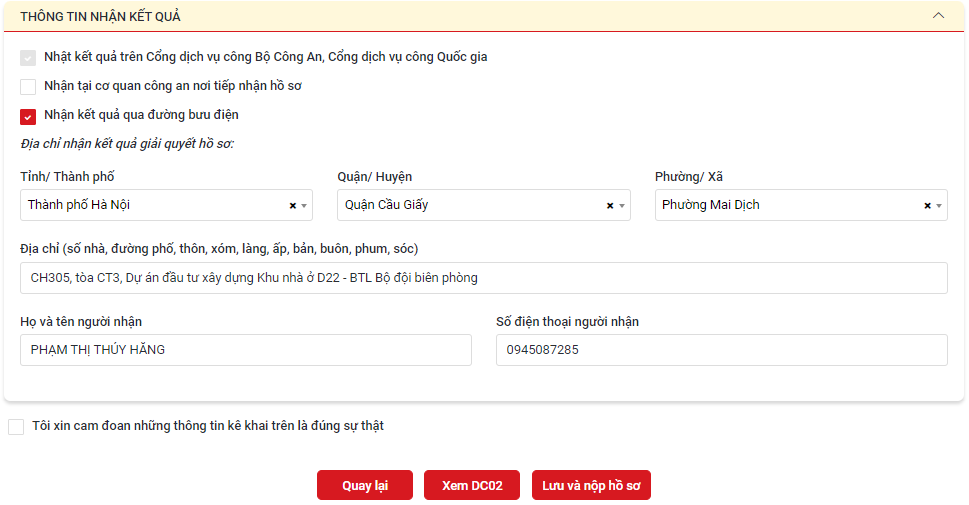 THÔNG TIN NHẬN KẾT QUẢ
Nhật kết quả trên Cổng dịch vụ công Bộ Công An, Cổng dịch vụ công Quốc gia
Nhận tại cơ quan công an nơi tiếp nhận hồ sơ
Nhận kết quả qua đường bưu điện
Địa chỉ nhận kết quả giải quyết hồ sơ:
Tỉnh/ Thành phố Quận/ Huyện Phường/ Xã
Thành phố Hà Nội Quận Cầu Giấy Phường Mai Dịch
Địa chỉ (số nhà, đường phố, thôn, xóm, làng, ấp, bản, buôn, phum, sóc)
CH305, tòa CT3, Dự án đầu tư xây dựng Khu nhà ở D22 - BTL Bộ đội biên phòng
Họ và tên người nhận Số điện thoại người nhận
PHẠM THỊ THÚY HẰNG 0945087285
Tôi xin cam đoan những thông tin kê khai trên là đúng sự thật
Quay lại Xem DC02 Lưu và nộp hồ sơ